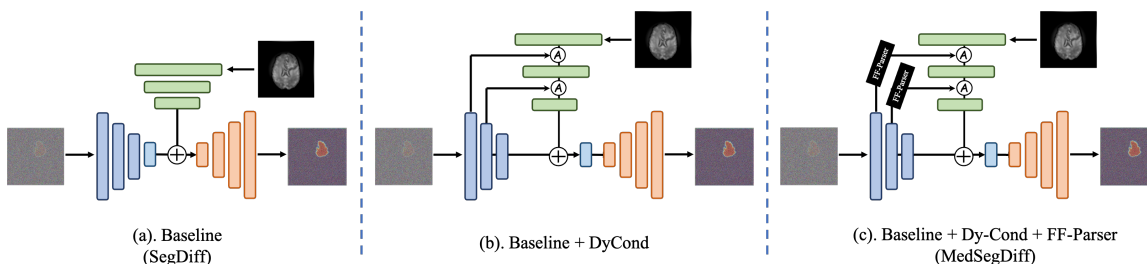 A
A
FF-Parser
FF-Parser
A
A
(a). Baseline
(SegDiff)
(b). Baseline + DyCond
(c). Baseline + Dy-Cond + FF-Parser
(MedSegDiff)